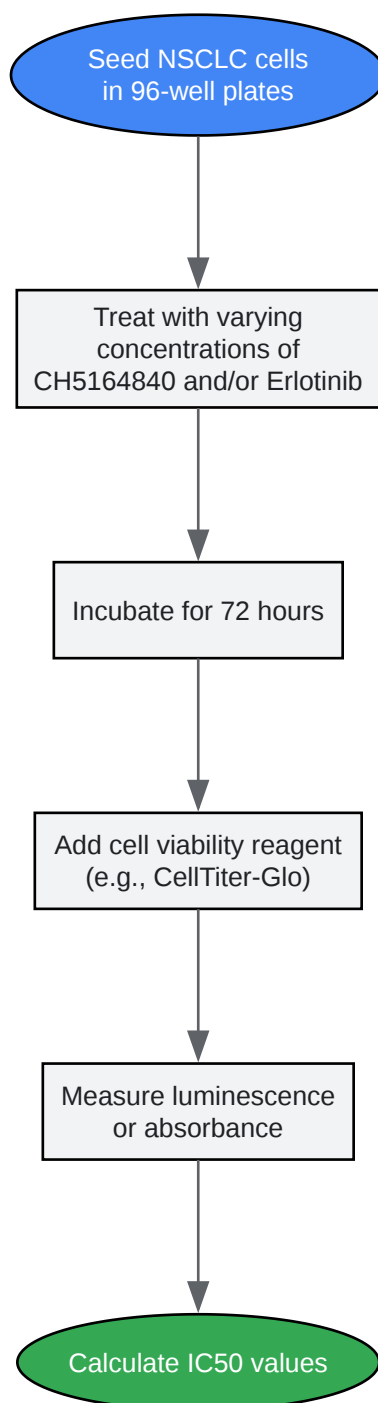 Seed NSCLC cells
in 96-well plates
Treat with varying
concentrations of
CH5164840 and/or Erlotinib
Incubate for 72 hours
Add cell viability reagent
(e.g., CellTiter-Glo)
Measure luminescence
or absorbance
Calculate IC50 values